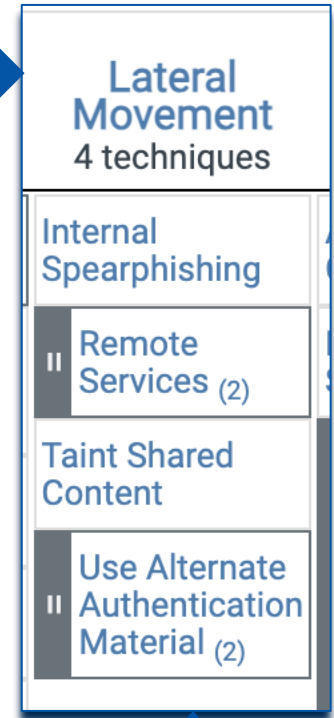 Lateral
Movement
4 techniques
Internal
Spearphishing
Remote
Services (2)
Taint Shared
Content
Use Alternate
Authentication
Material (2)